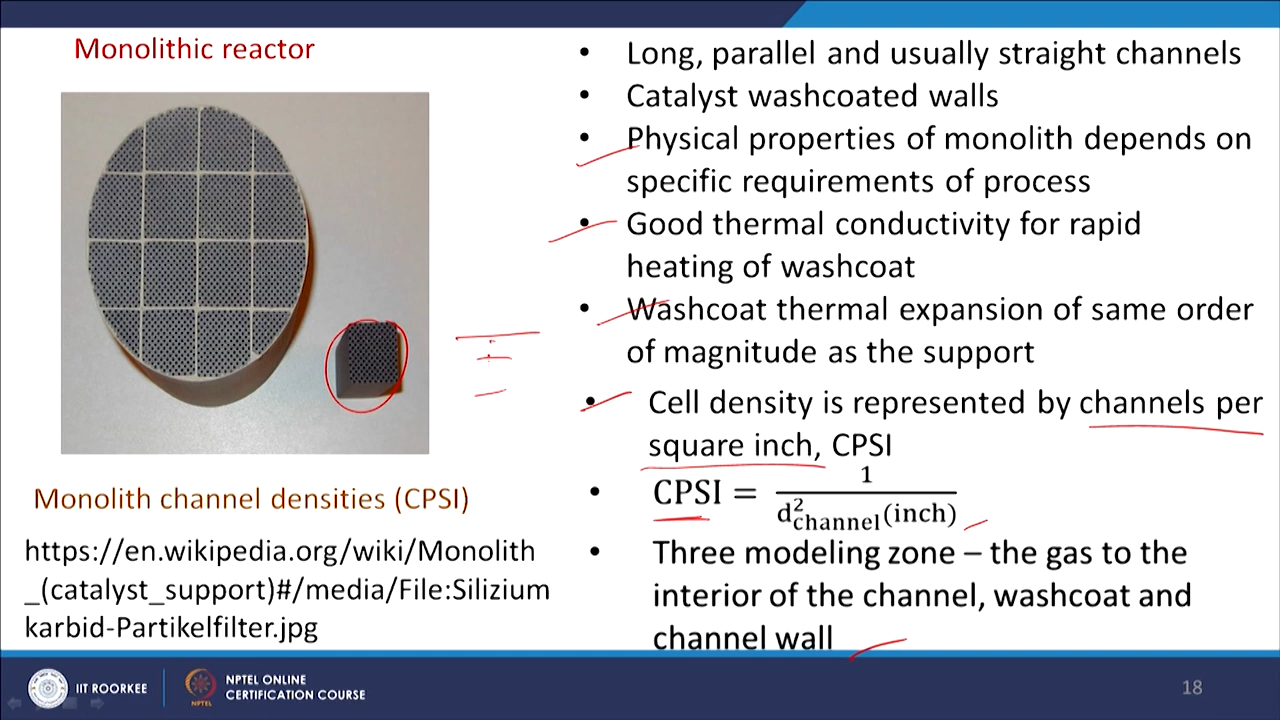 Monolithic reactor
Monolith channel densities (CPSI)
https://en.wikipedia.org/wiki/Monolith
_(catalyst_support)#/media/File:Silizium
karbid-Partikelfilter.jpg
• Long, parallel and usually straight channels
• Catalyst washcoated walls
• Physical properties of monolith depends on
specific requirements of process
• Good thermal conductivity for rapid
heating of washcoat
• Washcoat thermal expansion of same order
of magnitude as the support
• Cell density is represented by channels per
square inch, CPSI
• CPSI = 1 / d²channel(inch)
• Three modeling zone – the gas to the
interior of the channel, washcoat and
channel wall
IIT ROORKEE
NPTEL
NPTEL ONLINE
CERTIFICATION COURSE
18